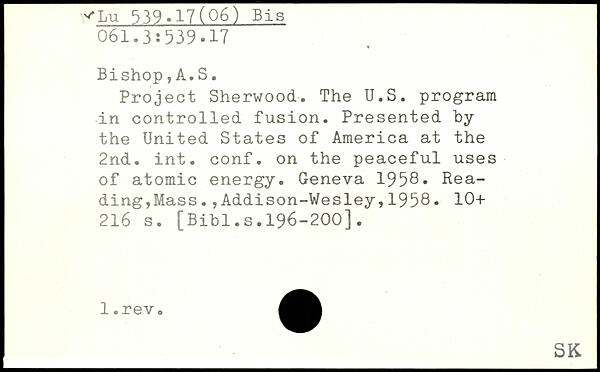 Lu 539.17(06) Bis
061.3:539.17
Bishop,A.S.
Project Sherwood. The U.S. program
in controlled fusion. Presented by
the United States of America at the
2nd. int. conf. on the peaceful uses
of atomic energy. Geneva 1958. Rea-
ding,Mass.,Addison-Wesley,1958. 10+
216 s. [Bibl.s.196-200].
1.rev.
SK